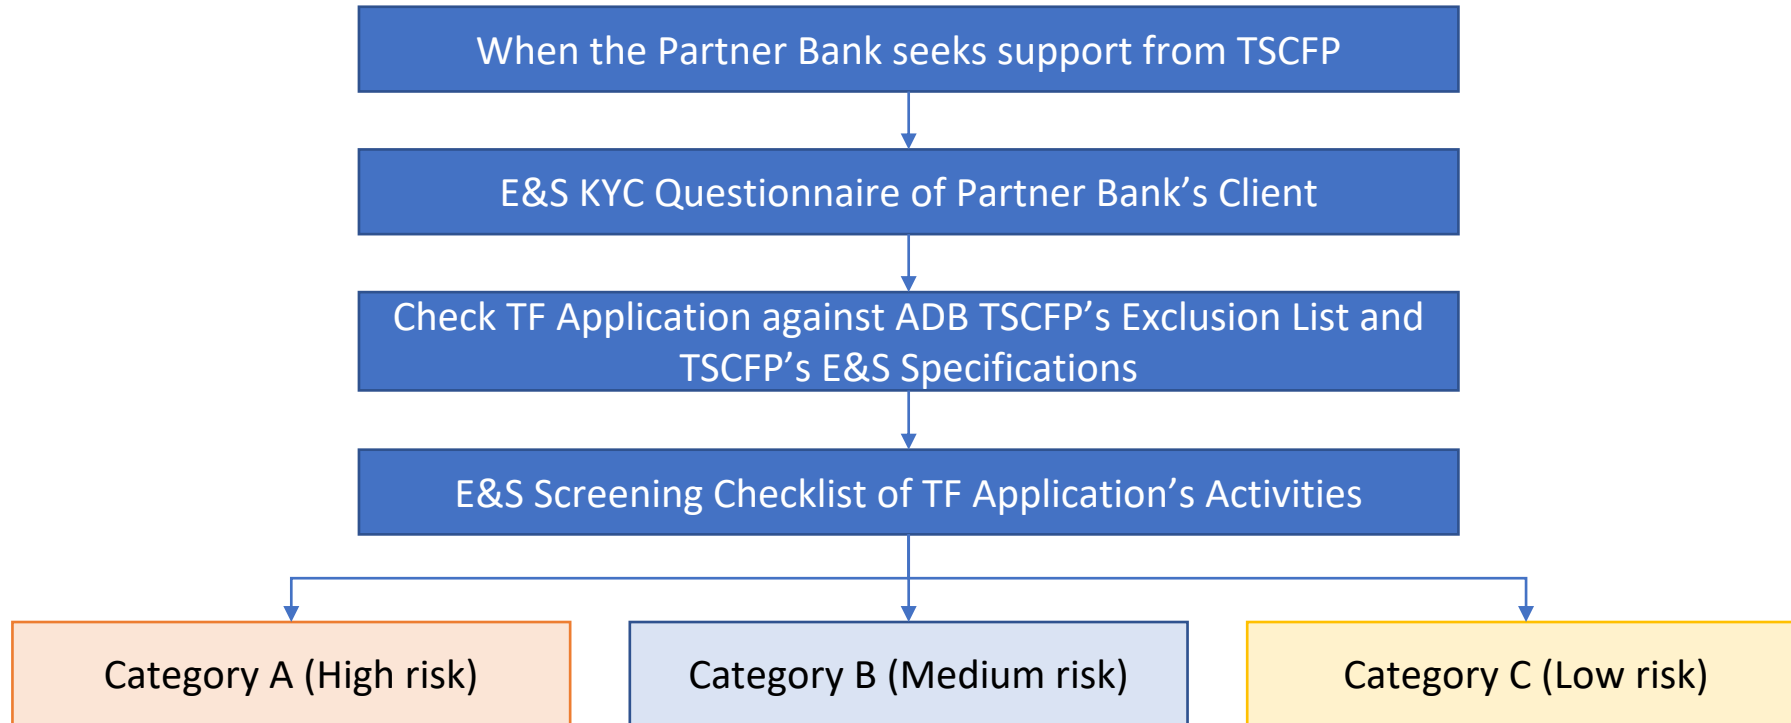 When the Partner Bank seeks support from TSCFP
E&S KYC Questionnaire of Partner Bank’s Client
Check TF Application against ADB TSCFP’s Exclusion List and
TSCFP’s E&S Specifications
E&S Screening Checklist of TF Application’s Activities
Category A (High risk)
Category B (Medium risk)
Category C (Low risk)